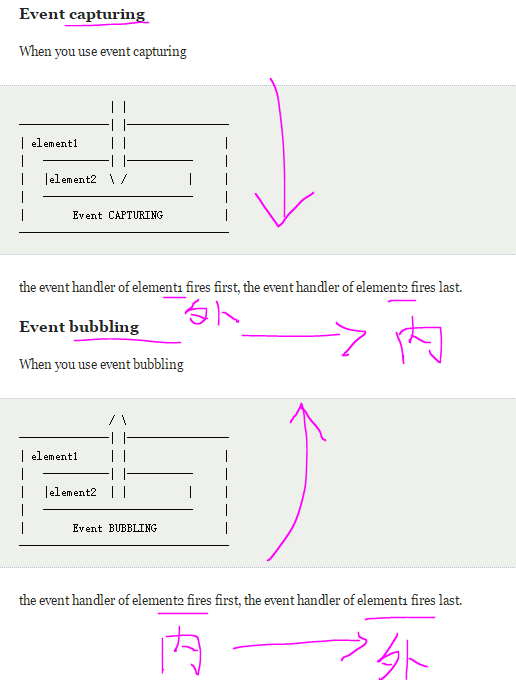 Event capturing
When you use event capturing
| |
---------------| |-----------------
| element1     | |                |
|   -----------| |-----------     |
|   |element2  \ /          |     |
|   -------------------------     |
|        Event CAPTURING          |
-----------------------------------
the event handler of element1 fires first, the event handler of element2 fires last.
外 → 内
Event bubbling
When you use event bubbling
/ \
---------------| |-----------------
| element1     | |                |
|   -----------| |-----------     |
|   |element2  | |          |     |
|   -------------------------     |
|        Event BUBBLING           |
-----------------------------------
the event handler of element2 fires first, the event handler of element1 fires last.
内 → 外